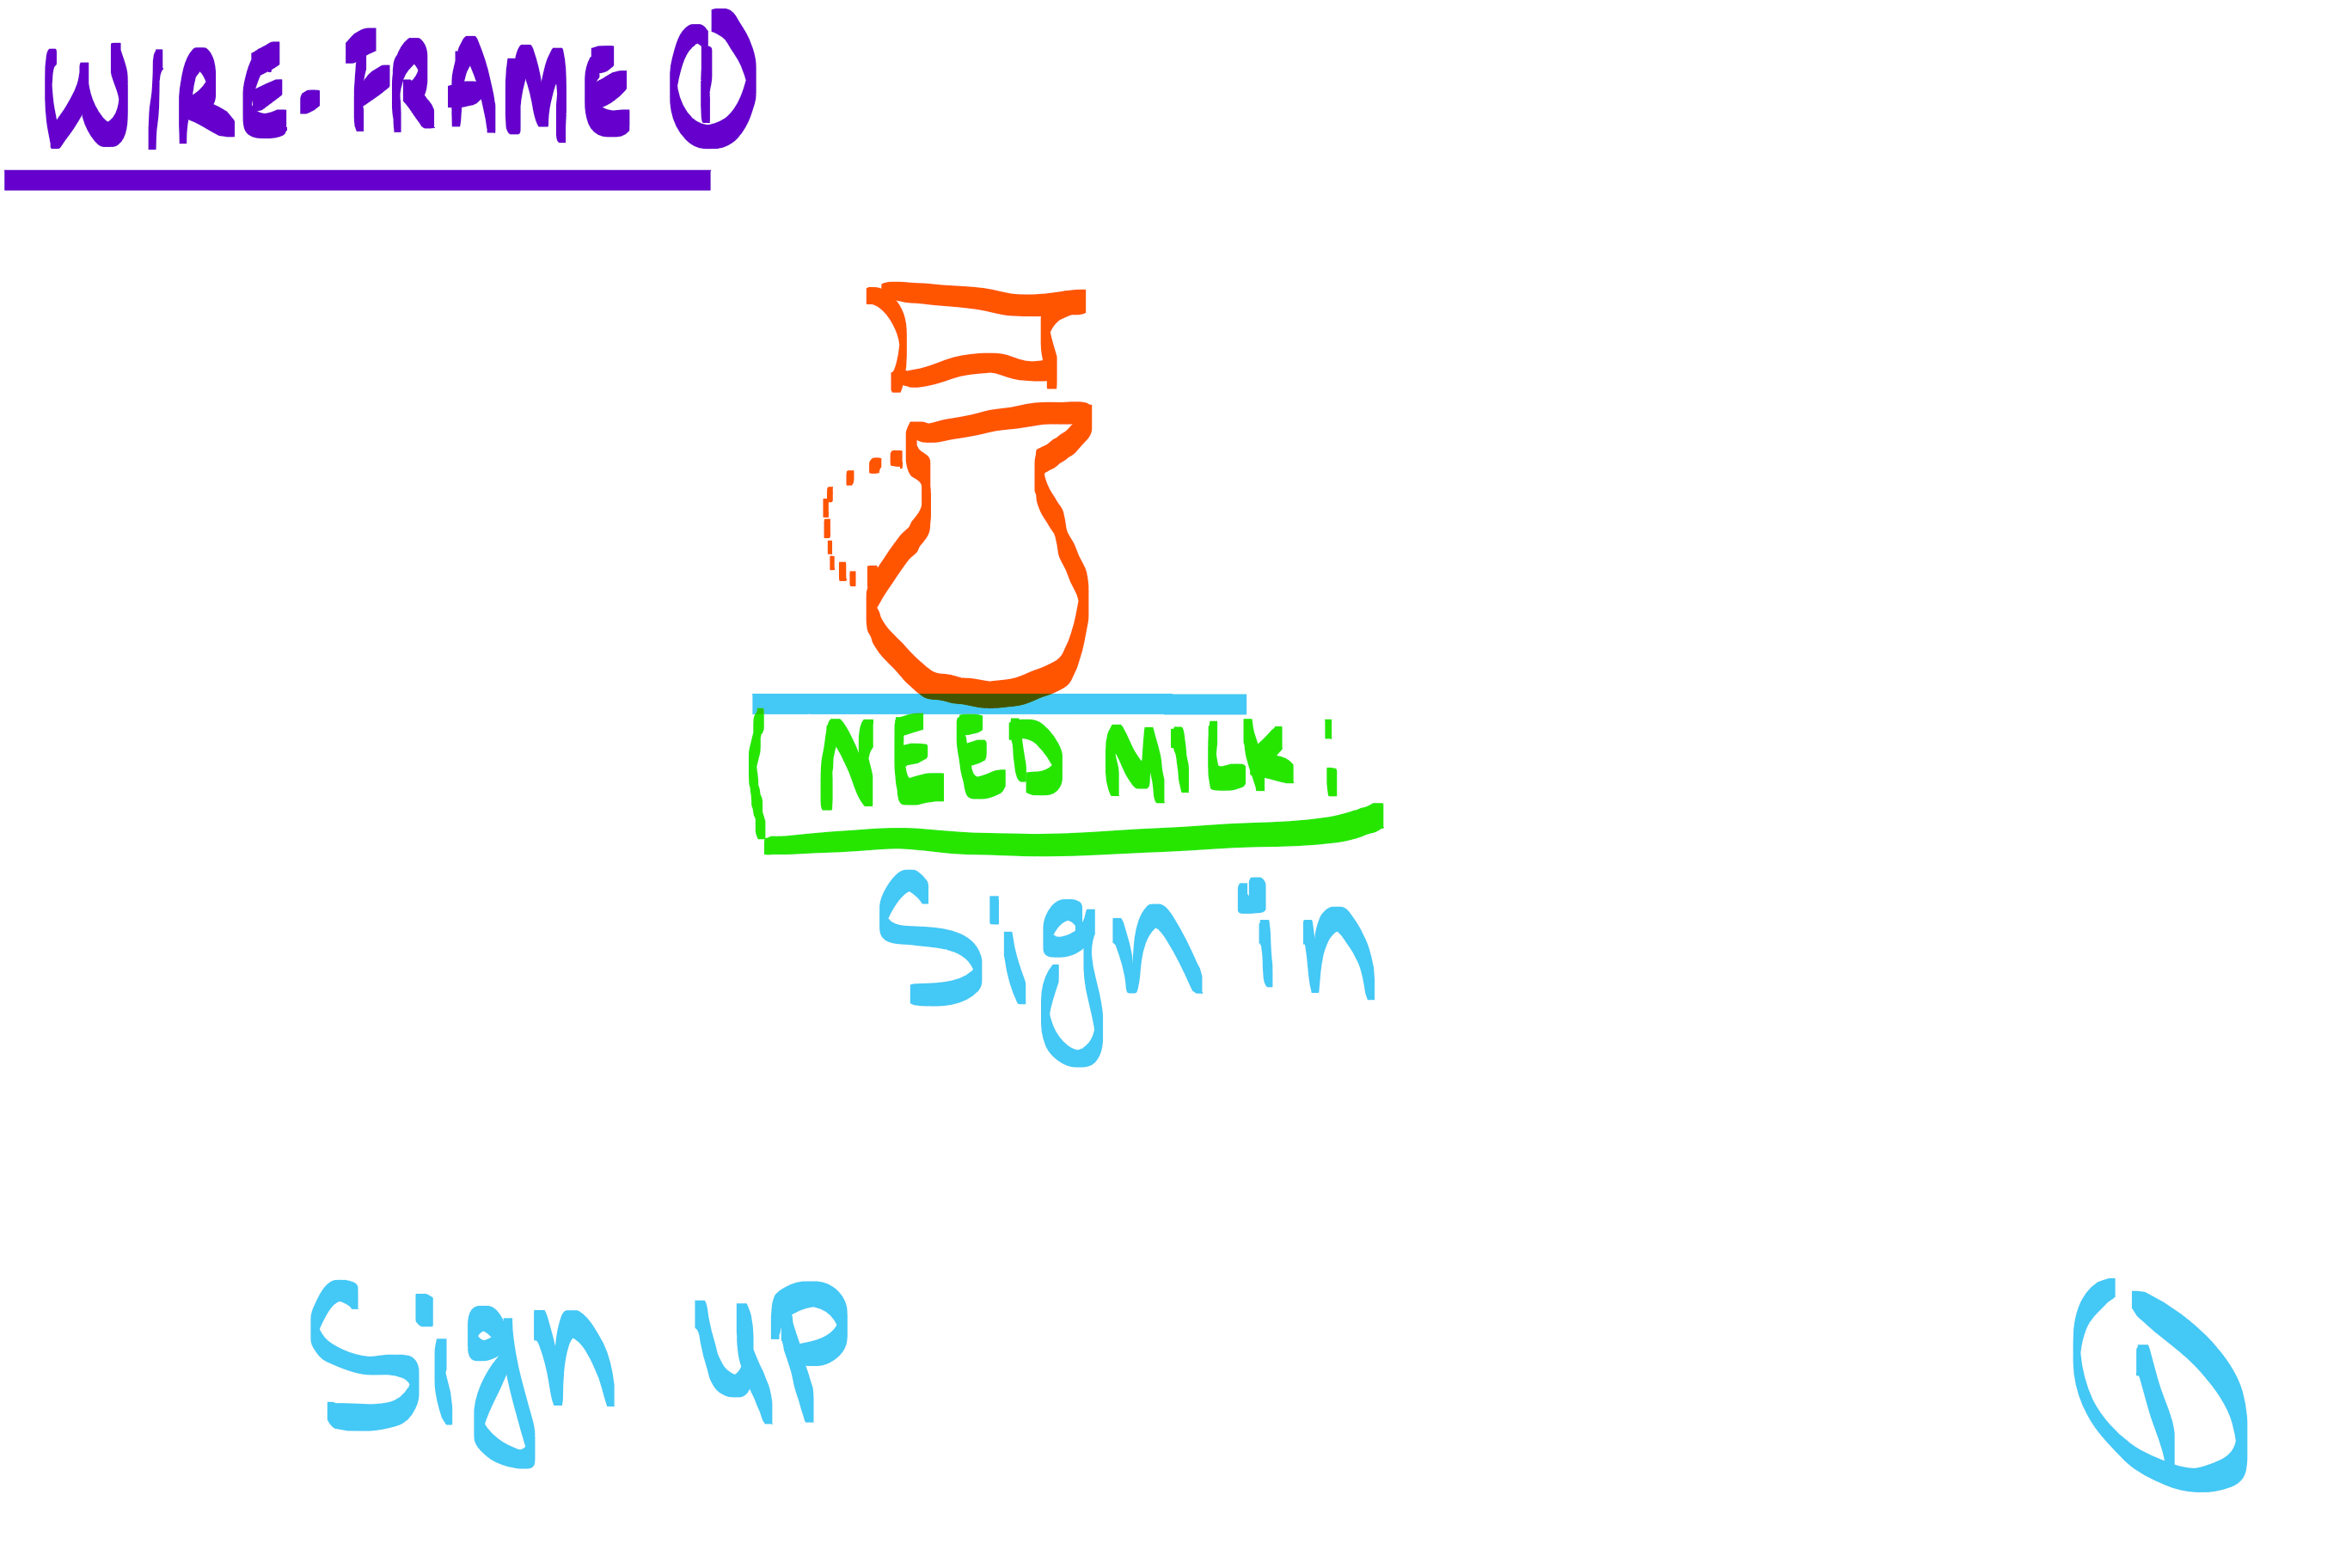 WIRE-FRAME ①
NEED MILK :
Sign in
Sign up ①